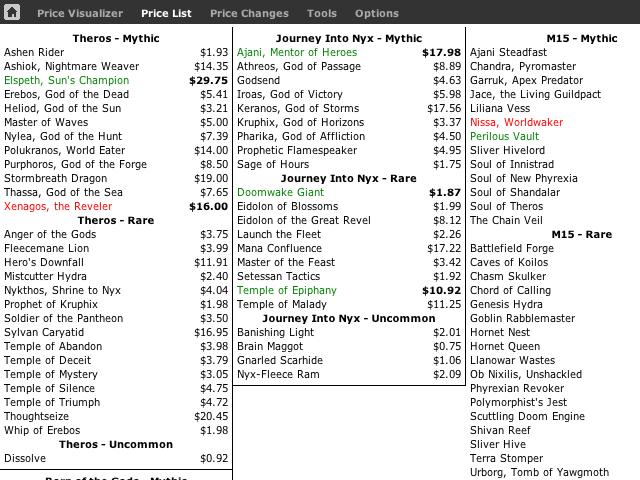 Price Visualizer Price List Price Changes Tools Options
Theros - Mythic
Ashen Rider $1.93
Ashiok, Nightmare Weaver $14.35
Elspeth, Sun's Champion $29.75
Erebos, God of the Dead $5.41
Heliod, God of the Sun $3.21
Master of Waves $5.00
Nylea, God of the Hunt $7.39
Polukranos, World Eater $14.00
Purphoros, God of the Forge $8.50
Stormbreath Dragon $19.00
Thassa, God of the Sea $7.65
Xenagos, the Reveler $16.00
Theros - Rare
Anger of the Gods $3.75
Fleecemane Lion $3.99
Hero's Downfall $11.91
Mistcutter Hydra $2.40
Nykthos, Shrine to Nyx $4.04
Prophet of Kruphix $1.98
Soldier of the Pantheon $3.50
Sylvan Caryatid $16.95
Temple of Abandon $3.98
Temple of Deceit $3.79
Temple of Mystery $3.05
Temple of Silence $4.75
Temple of Triumph $4.72
Thoughtseize $20.45
Whip of Erebos $1.98
Theros - Uncommon
Dissolve $0.92
Born of the Gods - Mythic
Journey Into Nyx - Mythic
Ajani, Mentor of Heroes $17.98
Athreos, God of Passage $8.89
Godsend $4.63
Iroas, God of Victory $5.98
Keranos, God of Storms $17.56
Kruphix, God of Horizons $3.37
Pharika, God of Affliction $4.50
Prophetic Flamespeaker $4.95
Sage of Hours $1.75
Journey Into Nyx - Rare
Doomwake Giant $1.87
Eidolon of Blossoms $1.99
Eidolon of the Great Revel $8.12
Launch the Fleet $2.26
Mana Confluence $17.22
Master of the Feast $3.42
Setessan Tactics $1.92
Temple of Epiphany $10.92
Temple of Malady $11.25
Journey Into Nyx - Uncommon
Banishing Light $2.01
Brain Maggot $0.75
Gnarled Scarhide $1.06
Nyx-Fleece Ram $2.09
M15 - Mythic
Ajani Steadfast
Chandra, Pyromaster
Garruk, Apex Predator
Jace, the Living Guildpact
Liliana Vess
Nissa, Worldwaker
Perilous Vault
Sliver Hivelord
Soul of Innistrad
Soul of New Phyrexia
Soul of Shandalar
Soul of Theros
The Chain Veil
M15 - Rare
Battlefield Forge
Caves of Koilos
Chasm Skulker
Chord of Calling
Genesis Hydra
Goblin Rabblemaster
Hornet Nest
Hornet Queen
Llanowar Wastes
Ob Nixilis, Unshackled
Phyrexian Revoker
Polymorphist's Jest
Scuttling Doom Engine
Shivan Reef
Sliver Hive
Terra Stomper
Urborg, Tomb of Yawgmoth